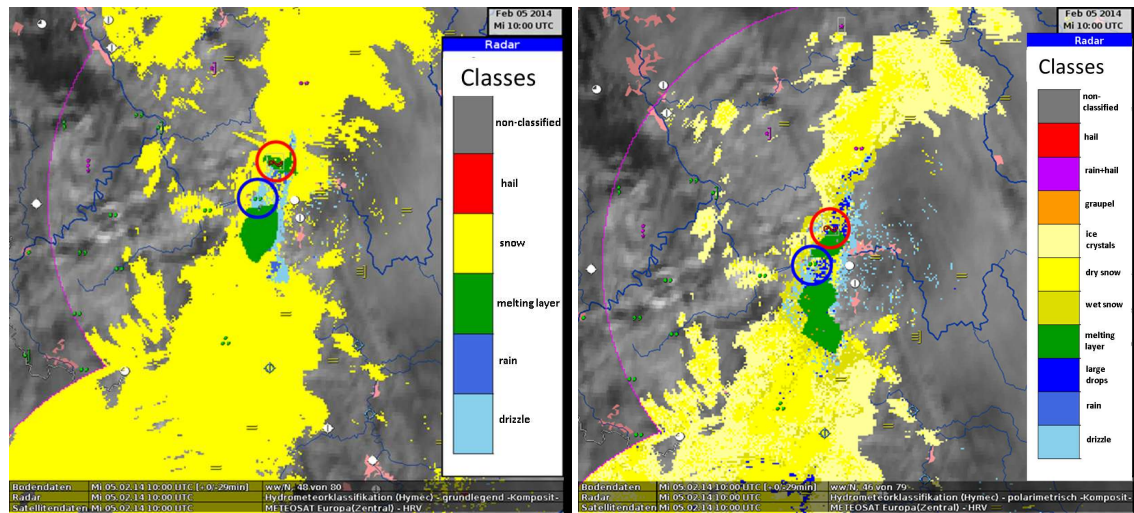 Feb 05 2014
Mi 10:00 UTC
Radar
Classes
non-classified
hail
snow
melting layer
rain
drizzle
Bodendaten Mi 05.02.14 10:00 UTC [- 0/-29min] ww/N: 48 von 80
Radar Mi 05.02.14 10:00 UTC Hydrometeorklassifikation (Hymec) - grundlegend -Komposit-
Satellitendaten Mi 05.02.14 10:00 UTC METEOSAT Europa(Zentral) - HRV
Feb 05 2014
Mi 10:00 UTC
Radar
Classes
non-
classified
hail
rain+hail
graupel
ice
crystals
dry snow
wet snow
melting
layer
large
drops
rain
drizzle
Bodendaten Mi 05.02.14 10:00 UTC [- 0/-29min] ww/N: 46 von 79
Radar Mi 05.02.14 10:00 UTC Hydrometeorklassifikation (Hymec) - polarimetrisch -Komposit-
Satellitendaten Mi 05.02.14 10:00 UTC METEOSAT Europa(Zentral) - HRV